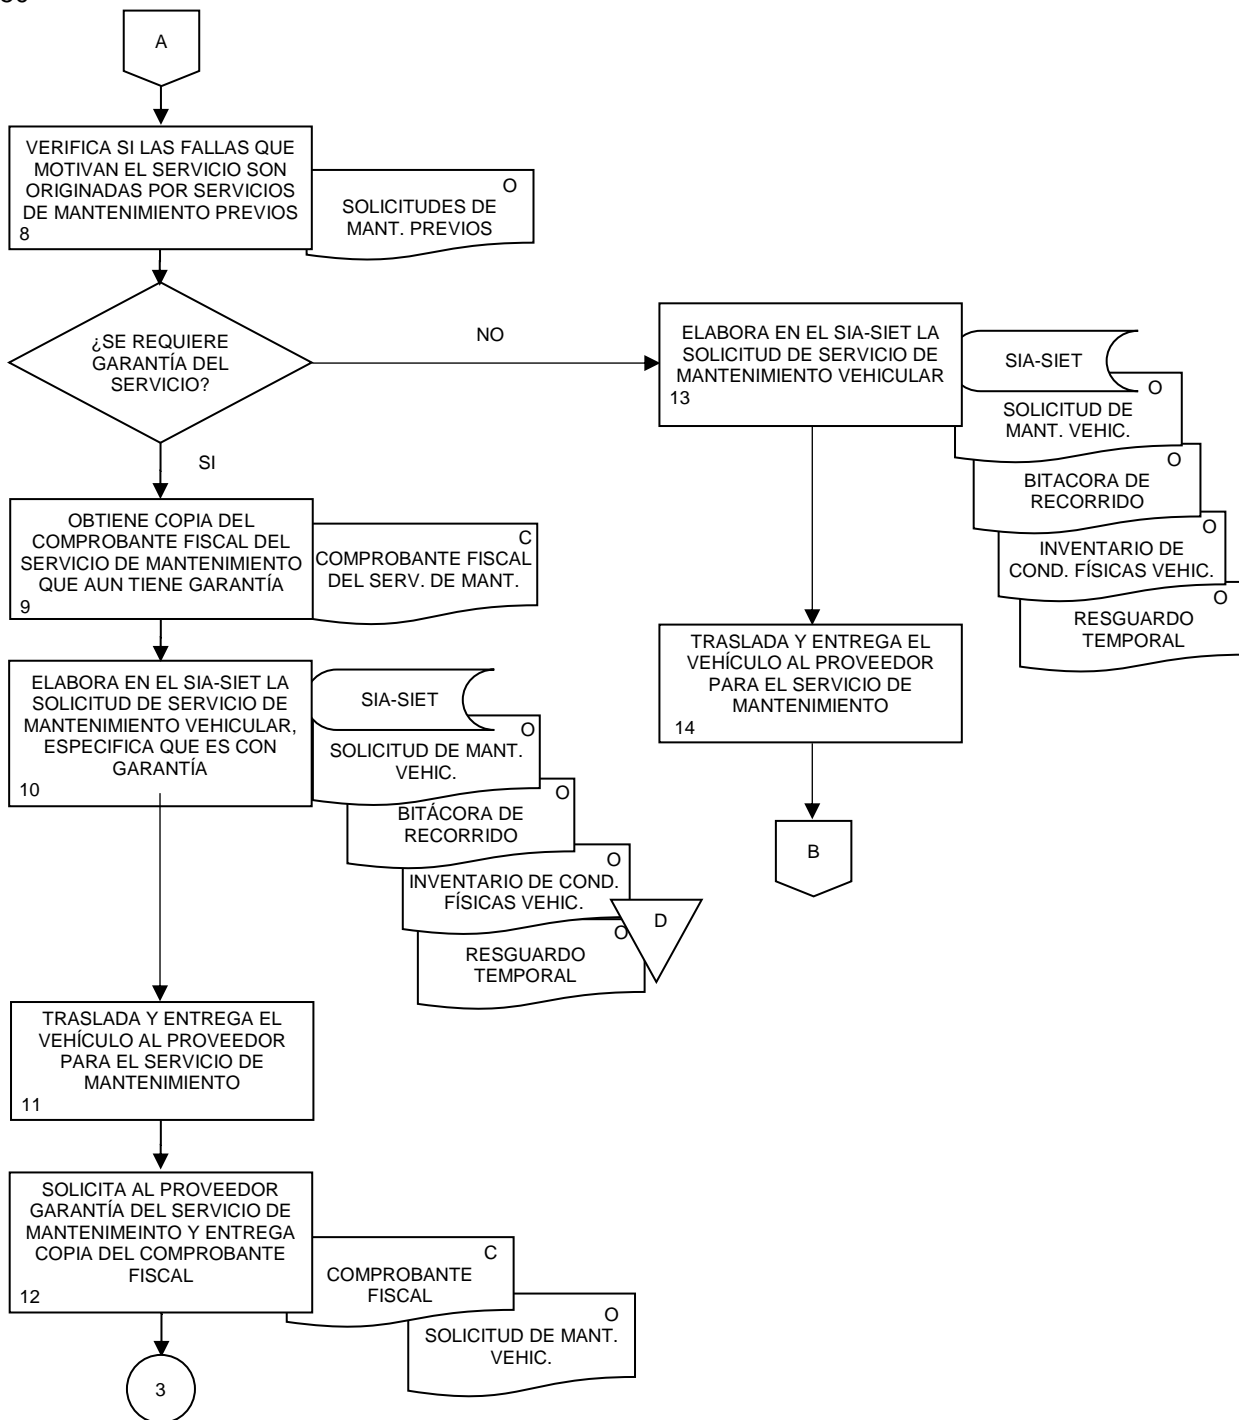 A
VERIFICA SI LAS FALLAS QUE
MOTIVAN EL SERVICIO SON
ORIGINADAS POR SERVICIOS
DE MANTENIMIENTO PREVIOS
8
O
SOLICITUDES DE
MANT. PREVIOS
¿SE REQUIERE
GARANTÍA DEL
SERVICIO?
NO
SI
ELABORA EN EL SIA-SIET LA
SOLICITUD DE SERVICIO DE
MANTENIMIENTO VEHICULAR
13
SIA-SIET
O
SOLICITUD DE
MANT. VEHIC.
O
BITACORA DE
RECORRIDO
O
INVENTARIO DE
COND. FÍSICAS VEHIC.
O
RESGUARDO
TEMPORAL
OBTIENE COPIA DEL
COMPROBANTE FISCAL DEL
SERVICIO DE MANTENIMIENTO
QUE AUN TIENE GARANTÍA
9
C
COMPROBANTE FISCAL
DEL SERV. DE MANT.
TRASLADA Y ENTREGA EL
VEHÍCULO AL PROVEEDOR
PARA EL SERVICIO DE
MANTENIMIENTO
14
B
ELABORA EN EL SIA-SIET LA
SOLICITUD DE SERVICIO DE
MANTENIMIENTO VEHICULAR,
ESPECIFICA QUE ES CON
GARANTÍA
10
SIA-SIET
O
SOLICITUD DE MANT.
VEHIC.
O
BITÁCORA DE
RECORRIDO
O
INVENTARIO DE COND.
FÍSICAS VEHIC.
O
RESGUARDO
TEMPORAL
D
TRASLADA Y ENTREGA EL
VEHÍCULO AL PROVEEDOR
PARA EL SERVICIO DE
MANTENIMIENTO
11
SOLICITA AL PROVEEDOR
GARANTÍA DEL SERVICIO DE
MANTENIMEINTO Y ENTREGA
COPIA DEL COMPROBANTE
FISCAL
12
C
COMPROBANTE
FISCAL
O
SOLICITUD DE MANT.
VEHIC.
3